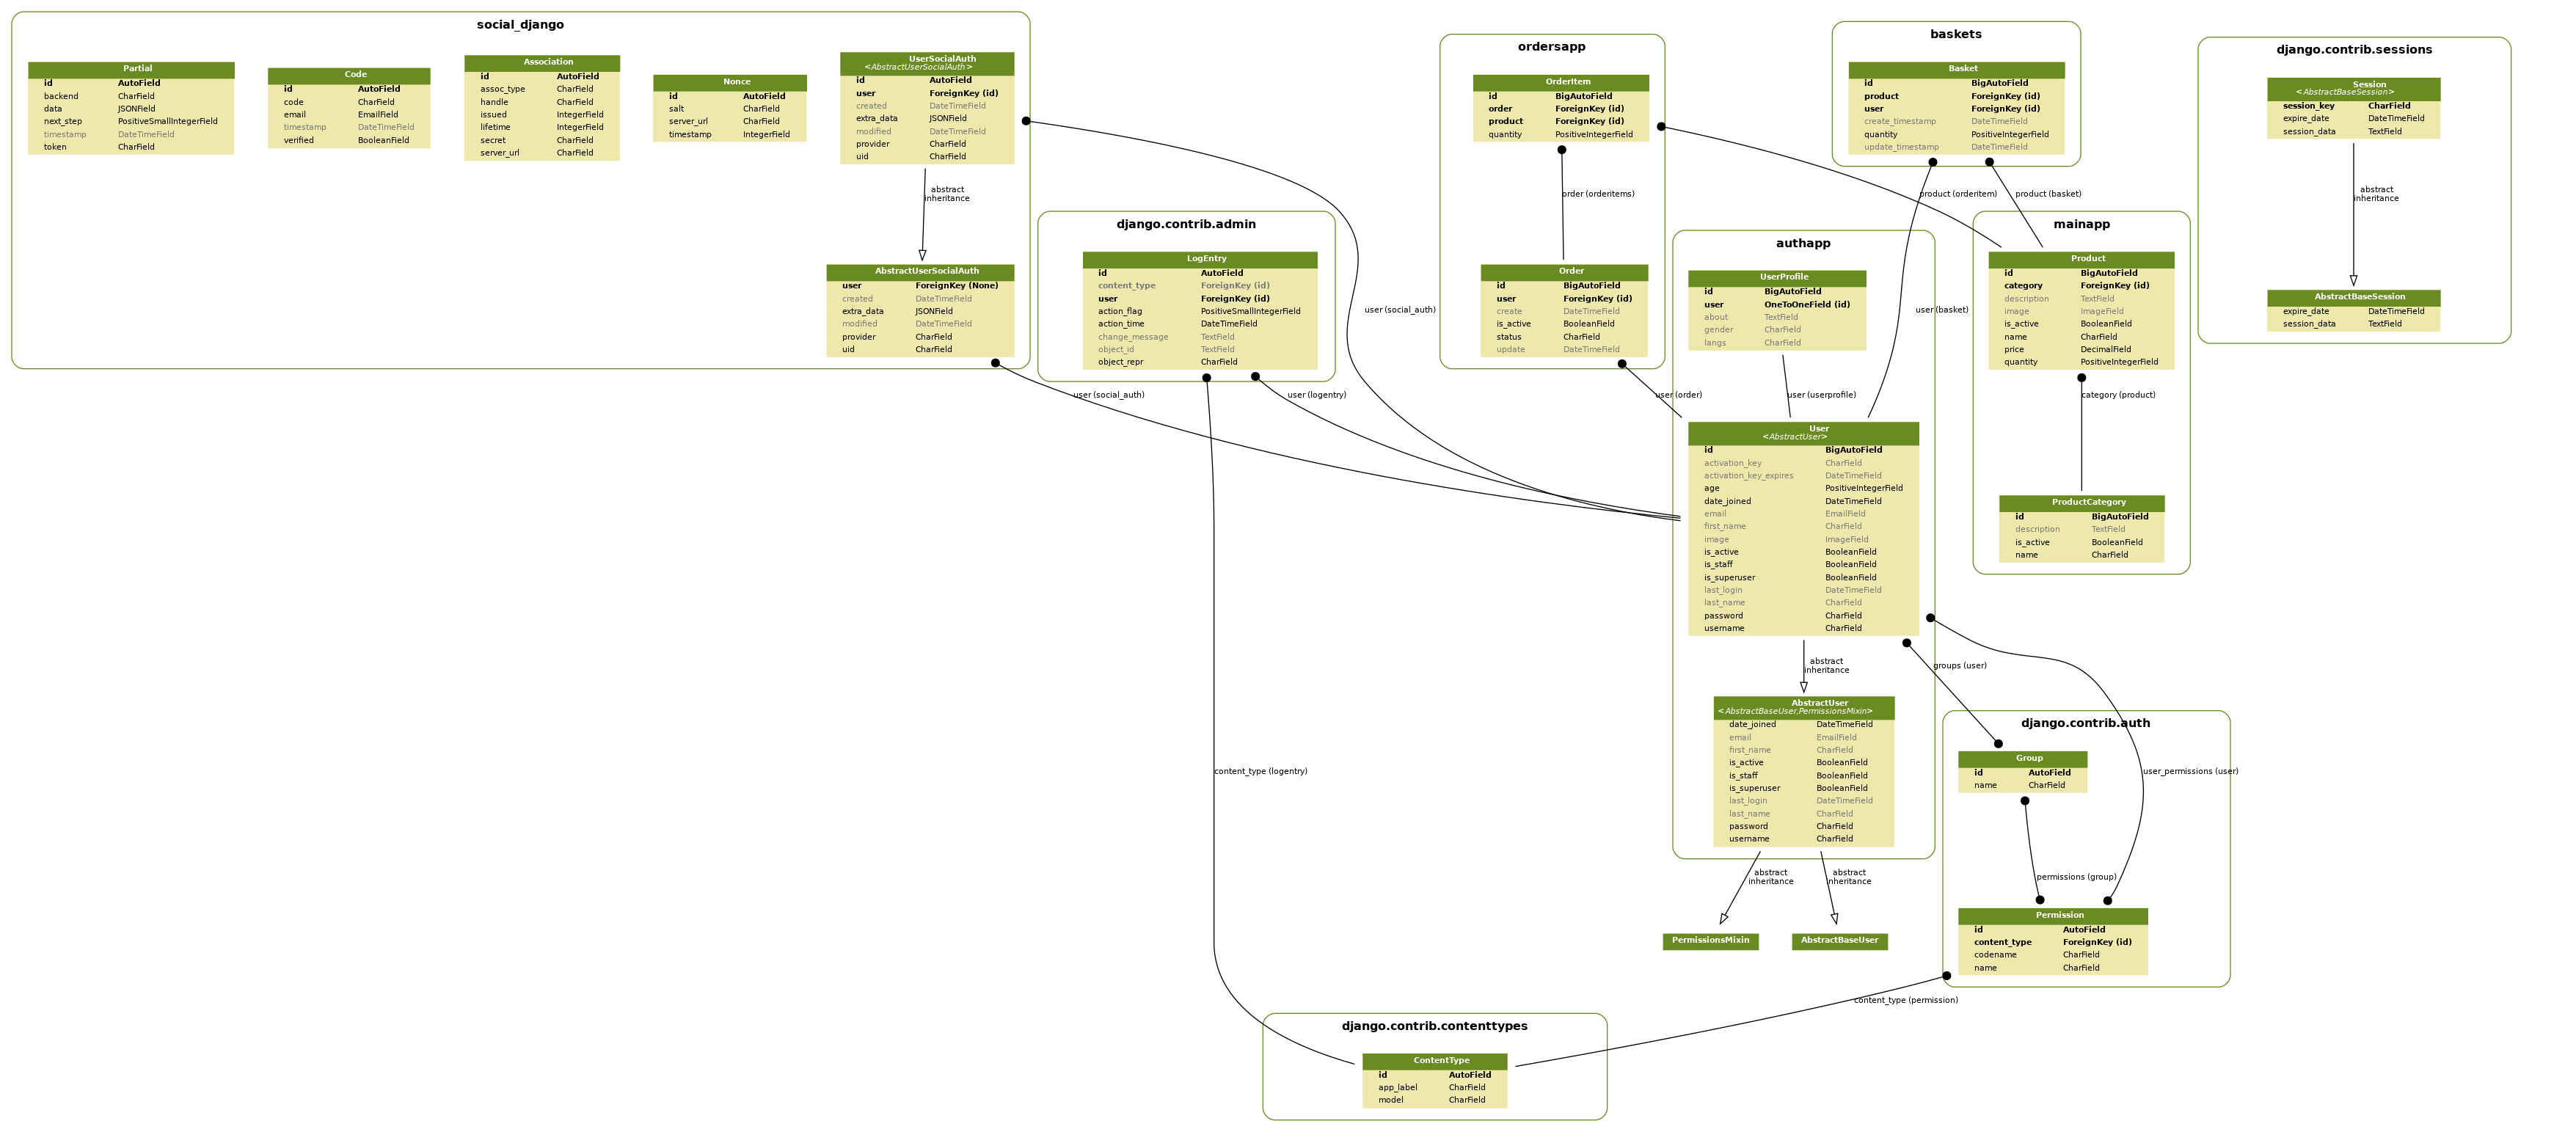 social_django
Partial
id AutoField
backend CharField
data JSONField
next_step PositiveSmallIntegerField
timestamp DateTimeField
token CharField
Code
id AutoField
code CharField
email EmailField
timestamp DateTimeField
verified BooleanField
Association
id AutoField
assoc_type CharField
handle CharField
issued IntegerField
lifetime IntegerField
secret CharField
server_url CharField
Nonce
id AutoField
salt CharField
server_url CharField
timestamp IntegerField
UserSocialAuth
<AbstractUserSocialAuth>
id AutoField
user ForeignKey (id)
created DateTimeField
extra_data JSONField
modified DateTimeField
provider CharField
uid CharField
abstract
inheritance
AbstractUserSocialAuth
user ForeignKey (None)
created DateTimeField
extra_data JSONField
modified DateTimeField
provider CharField
uid CharField
user (social_auth)
django.contrib.admin
LogEntry
id AutoField
content_type ForeignKey (id)
user ForeignKey (id)
action_flag PositiveSmallIntegerField
action_time DateTimeField
change_message TextField
object_id TextField
object_repr CharField
user (logentry)
user (social_auth)
content_type (logentry)
ordersapp
OrderItem
id BigAutoField
order ForeignKey (id)
product ForeignKey (id)
quantity PositiveIntegerField
order (orderitems)
Order
id BigAutoField
user ForeignKey (id)
create DateTimeField
is_active BooleanField
status CharField
update DateTimeField
user (order)
baskets
Basket
id BigAutoField
product ForeignKey (id)
user ForeignKey (id)
create_timestamp DateTimeField
quantity PositiveIntegerField
update_timestamp DateTimeField
product (orderitem)
product (basket)
user (basket)
authapp
UserProfile
id BigAutoField
user OneToOneField (id)
about TextField
gender CharField
langs CharField
user (userprofile)
User
<AbstractUser>
id BigAutoField
activation_key CharField
activation_key_expires DateTimeField
age PositiveIntegerField
date_joined DateTimeField
email EmailField
first_name CharField
image ImageField
is_active BooleanField
is_staff BooleanField
is_superuser BooleanField
last_login DateTimeField
last_name CharField
password CharField
username CharField
abstract
inheritance
AbstractUser
<AbstractBaseUser,PermissionsMixin>
date_joined DateTimeField
email EmailField
first_name CharField
is_active BooleanField
is_staff BooleanField
is_superuser BooleanField
last_login DateTimeField
last_name CharField
password CharField
username CharField
abstract
inheritance
abstract
inheritance
PermissionsMixin
AbstractBaseUser
mainapp
Product
id BigAutoField
category ForeignKey (id)
description TextField
image ImageField
is_active BooleanField
name CharField
price DecimalField
quantity PositiveIntegerField
category (product)
ProductCategory
id BigAutoField
description TextField
is_active BooleanField
name CharField
django.contrib.sessions
Session
<AbstractBaseSession>
session_key CharField
expire_date DateTimeField
session_data TextField
abstract
inheritance
AbstractBaseSession
expire_date DateTimeField
session_data TextField
groups (user)
django.contrib.auth
Group
id AutoField
name CharField
user_permissions (user)
permissions (group)
Permission
id AutoField
content_type ForeignKey (id)
codename CharField
name CharField
content_type (permission)
django.contrib.contenttypes
ContentType
id AutoField
app_label CharField
model CharField